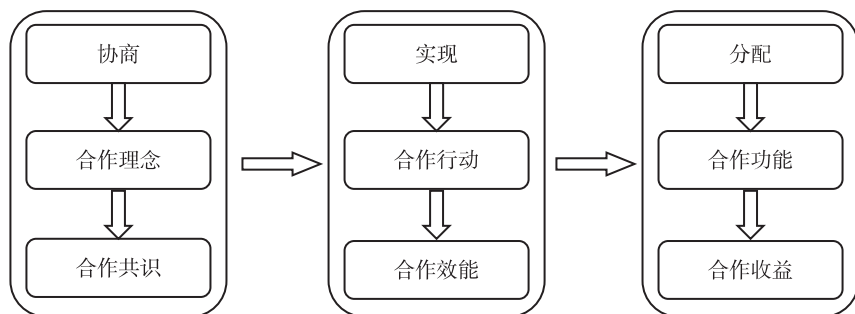 协商
合作理念
合作共识
实现
合作行动
合作效能
分配
合作功能
合作收益